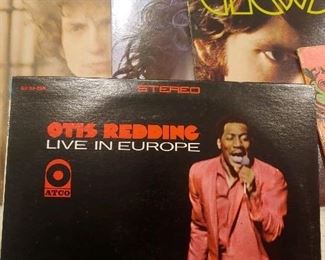 STEREO
OTIS REDDING
LIVE IN EUROPE
ATCO